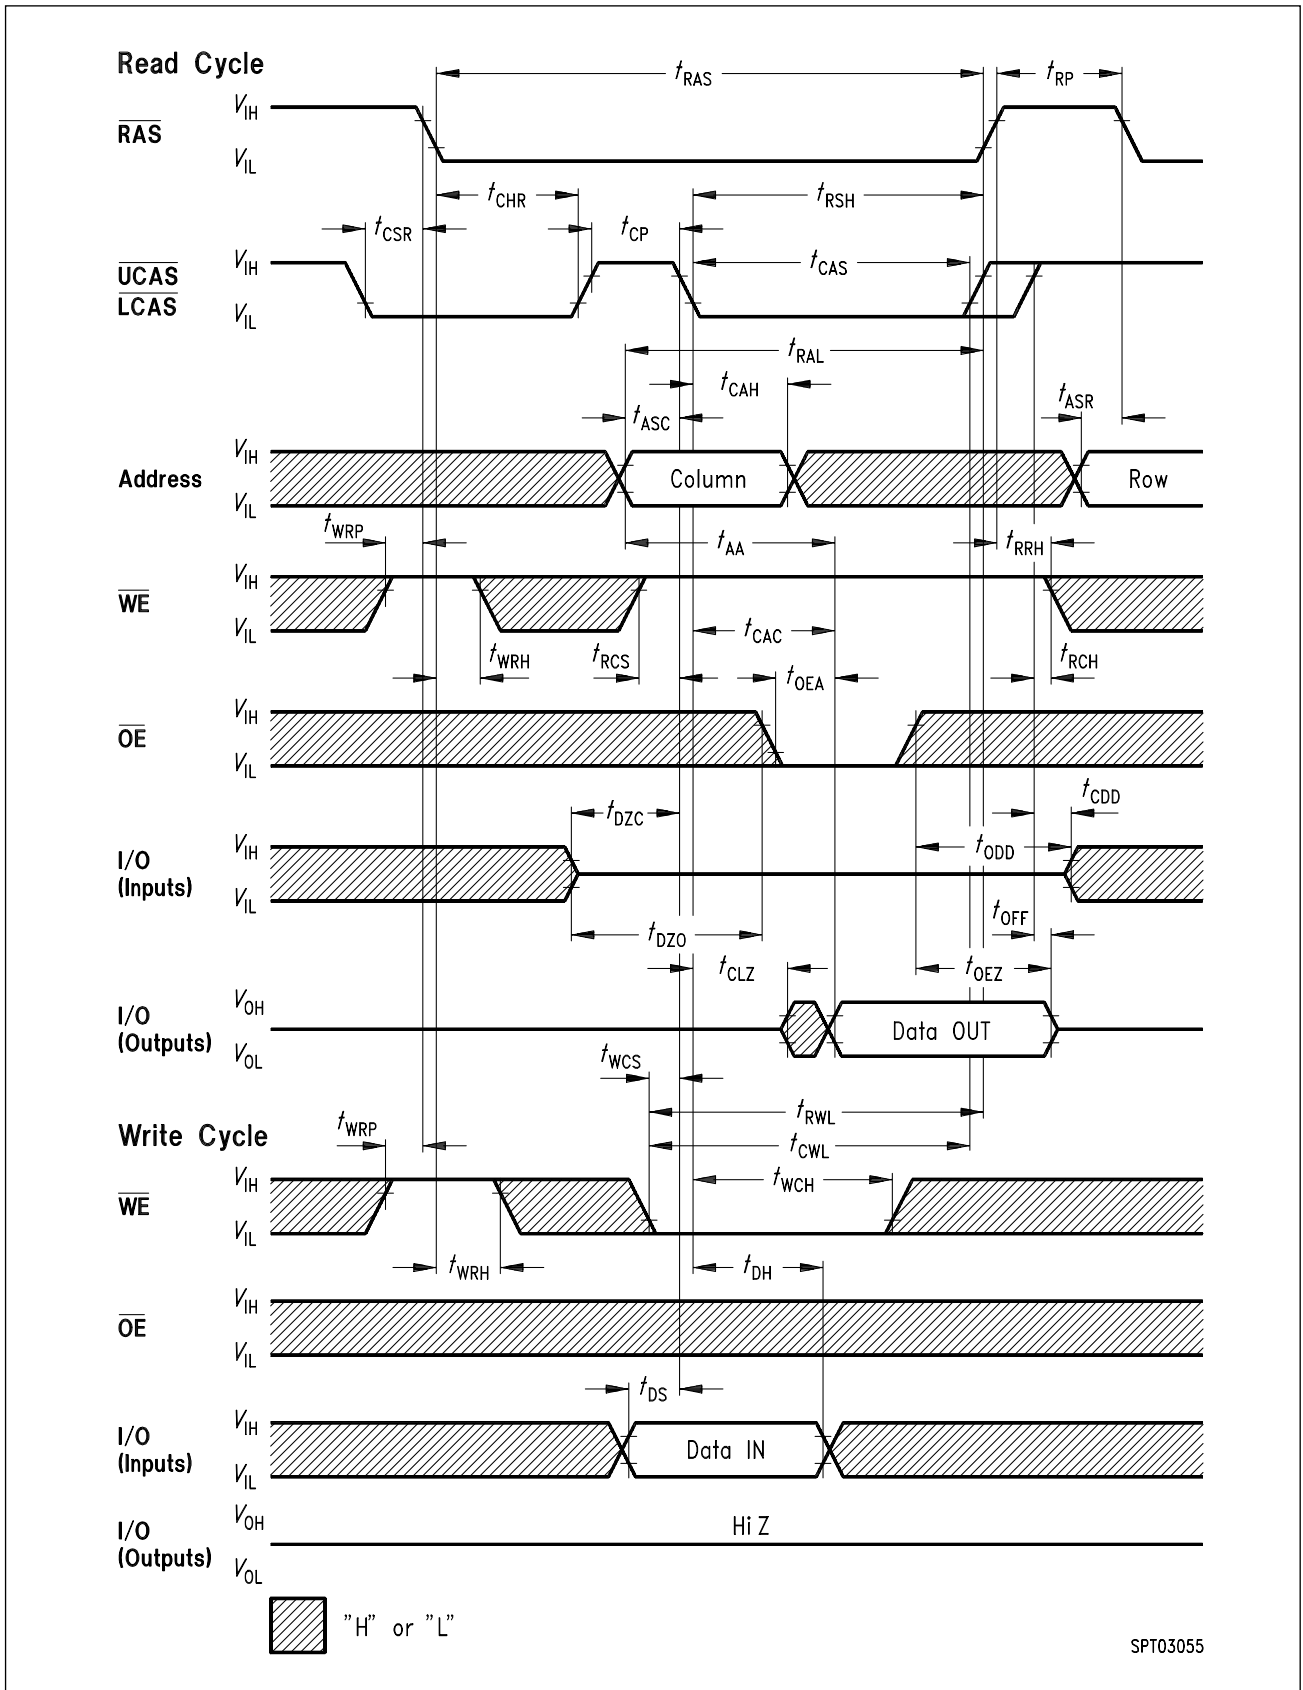 Read Cycle
tRAS
tRP
RAS
VIH
VIL
tCHR
tRSH
tCSR
tCP
UCAS
LCAS
VIH
VIL
tCAS
tRAL
tCAH
tASC
tASR
Address
VIH
VIL
Column
Row
tWRP
tAA
tRRH
WE
VIH
VIL
tCAC
tWRH
tRCS
tRCH
tOEA
OE
VIH
VIL
tDZC
tCDD
tODD
I/O
(Inputs)
VIH
VIL
tOFF
tDZO
tCLZ
tOEZ
I/O
(Outputs)
VOH
VOL
Data OUT
tWCS
tRWL
tWRP
Write Cycle
tCWL
tWCH
WE
VIH
VIL
tWRH
tDH
OE
VIH
VIL
tDS
I/O
(Inputs)
VIH
VIL
Data IN
I/O
(Outputs)
VOH
VOL
Hi Z
"H" or "L"
SPT03055